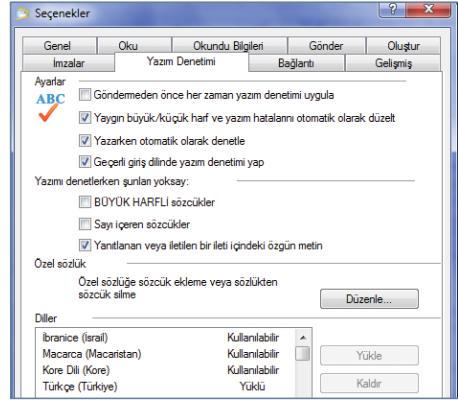 Seçenekler
Genel Oku Okundu Bilgileri Gönder Oluştur
İmzalar Yazım Denetimi Bağlantı Gelişmiş
Ayarlar
ABC
Göndermeden önce her zaman yazım denetimi uygula
Yaygın büyük/küçük harf ve yazım hatalarını otomatik olarak düzelt
Yazarken otomatik olarak denetle
Geçerli giriş dilinde yazım denetimi yap
Yazımı denetlerken şunları yoksay:
BÜYÜK HARFLİ sözcükler
Sayı içeren sözcükler
Yanıtlanan veya iletilen bir ileti içindeki özgün metin
Özel sözlük
Özel sözlüğe sözcük ekleme veya sözlükten
sözcük silme
Düzenle...
Diller
İbranice (İsrail) Kullanılabilir
Macarca (Macaristan) Kullanılabilir Yükle
Kore Dili (Kore) Kullanılabilir
Türkçe (Türkiye) Yüklü Kaldır